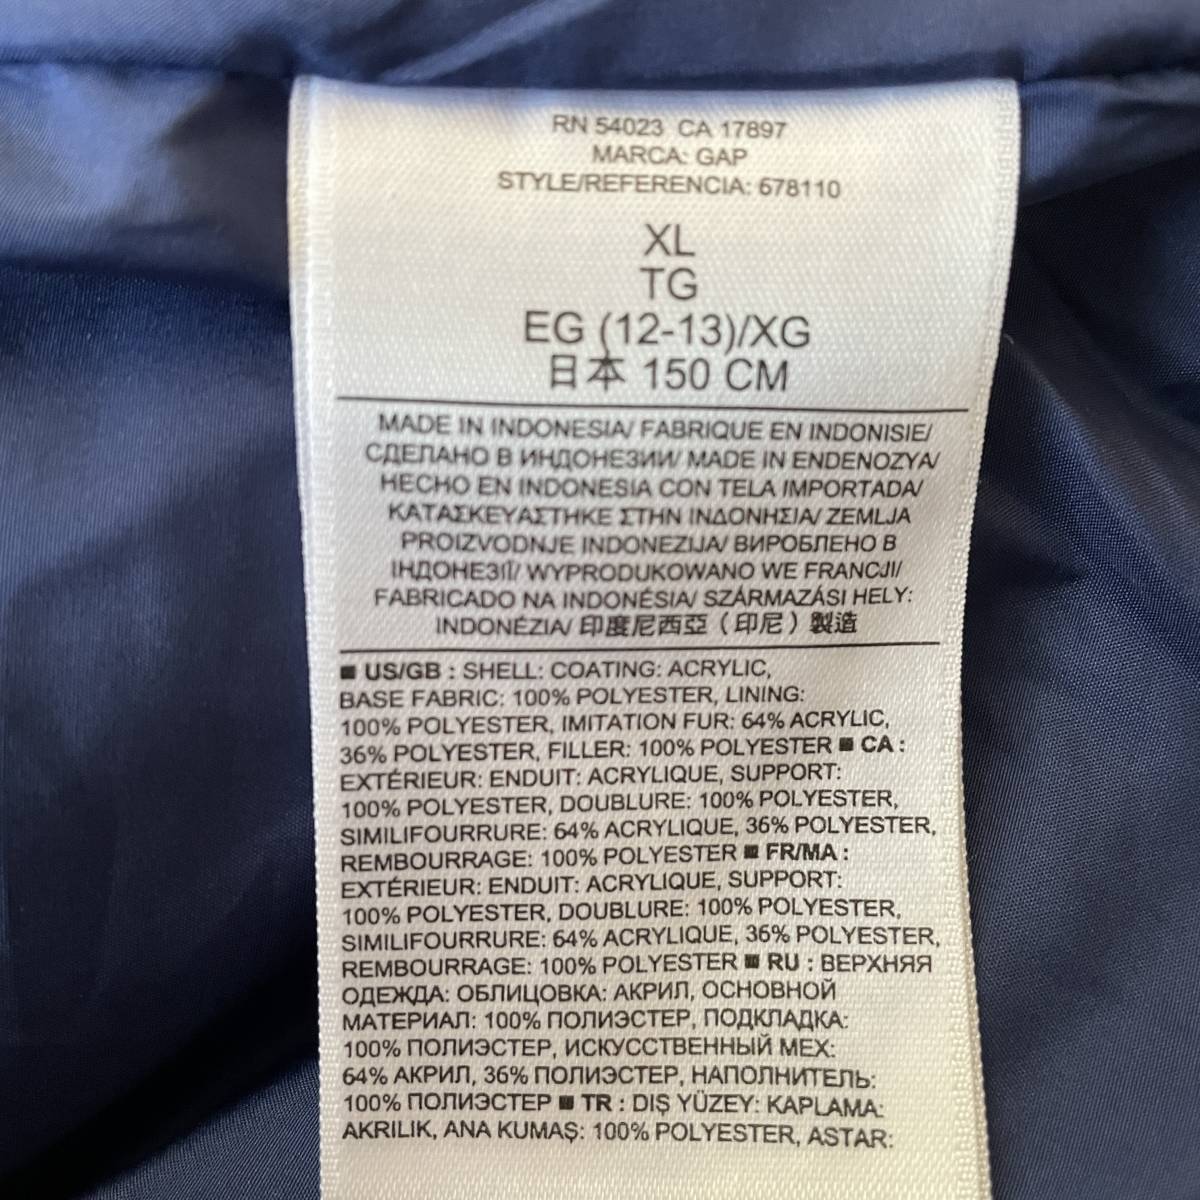 RN 54023 CA 17897
MARCA: GAP
STYLE/REFERENCIA: 678110
XL
TG
EG (12-13)/XG
日本 150 CM
MADE IN INDONESIA/ FABRIQUE EN INDONISIE/
СДЕЛАНО В ИНДОНЕЗИИ/ MADE IN ENDENOZYA/
HECHO EN INDONESIA CON TELA IMPORTADA/
ΚΑΤΑΣΚΕΥΑΣΤΗΚΕ ΣΤΗΝ ΙΝΔΟΝΗΣΙΑ/ ZEMLJA
PROIZVODNJE INDONEZIJA/ ВИРОБЛЕНО В
ІНДОНЕЗІЇ/ WYPRODUKOWANO WE FRANCJI/
FABRICADO NA INDONÉSIA/ SZÁRMAZÁSI HELY:
INDONÉZIA/ 印度尼西亞（印尼）製造
■ US/GB : SHELL: COATING: ACRYLIC,
BASE FABRIC: 100% POLYESTER, LINING:
100% POLYESTER, IMITATION FUR: 64% ACRYLIC,
36% POLYESTER, FILLER: 100% POLYESTER ■ CA :
EXTÉRIEUR: ENDUIT: ACRYLIQUE, SUPPORT:
100% POLYESTER, DOUBLURE: 100% POLYESTER,
SIMILIFOURRURE: 64% ACRYLIQUE, 36% POLYESTER,
REMBOURRAGE: 100% POLYESTER ■ FR/MA :
EXTÉRIEUR: ENDUIT: ACRYLIQUE, SUPPORT:
100% POLYESTER, DOUBLURE: 100% POLYESTER,
SIMILIFOURRURE: 64% ACRYLIQUE, 36% POLYESTER,
REMBOURRAGE: 100% POLYESTER ■ RU : ВЕРХНЯЯ
ОДЕЖДА: ОБЛИЦОВКА: АКРИЛ, ОСНОВНОЙ
МАТЕРИАЛ: 100% ПОЛИЭСТЕР, ПОДКЛАДКА:
100% ПОЛИЭСТЕР, ИСКУССТВЕННЫЙ МЕХ:
64% АКРИЛ, 36% ПОЛИЭСТЕР, НАПОЛНИТЕЛЬ:
100% ПОЛИЭСТЕР ■ TR : DIŞ YÜZEY: KAPLAMA:
AKRILIK, ANA KUMAŞ: 100% POLYESTER, ASTAR: